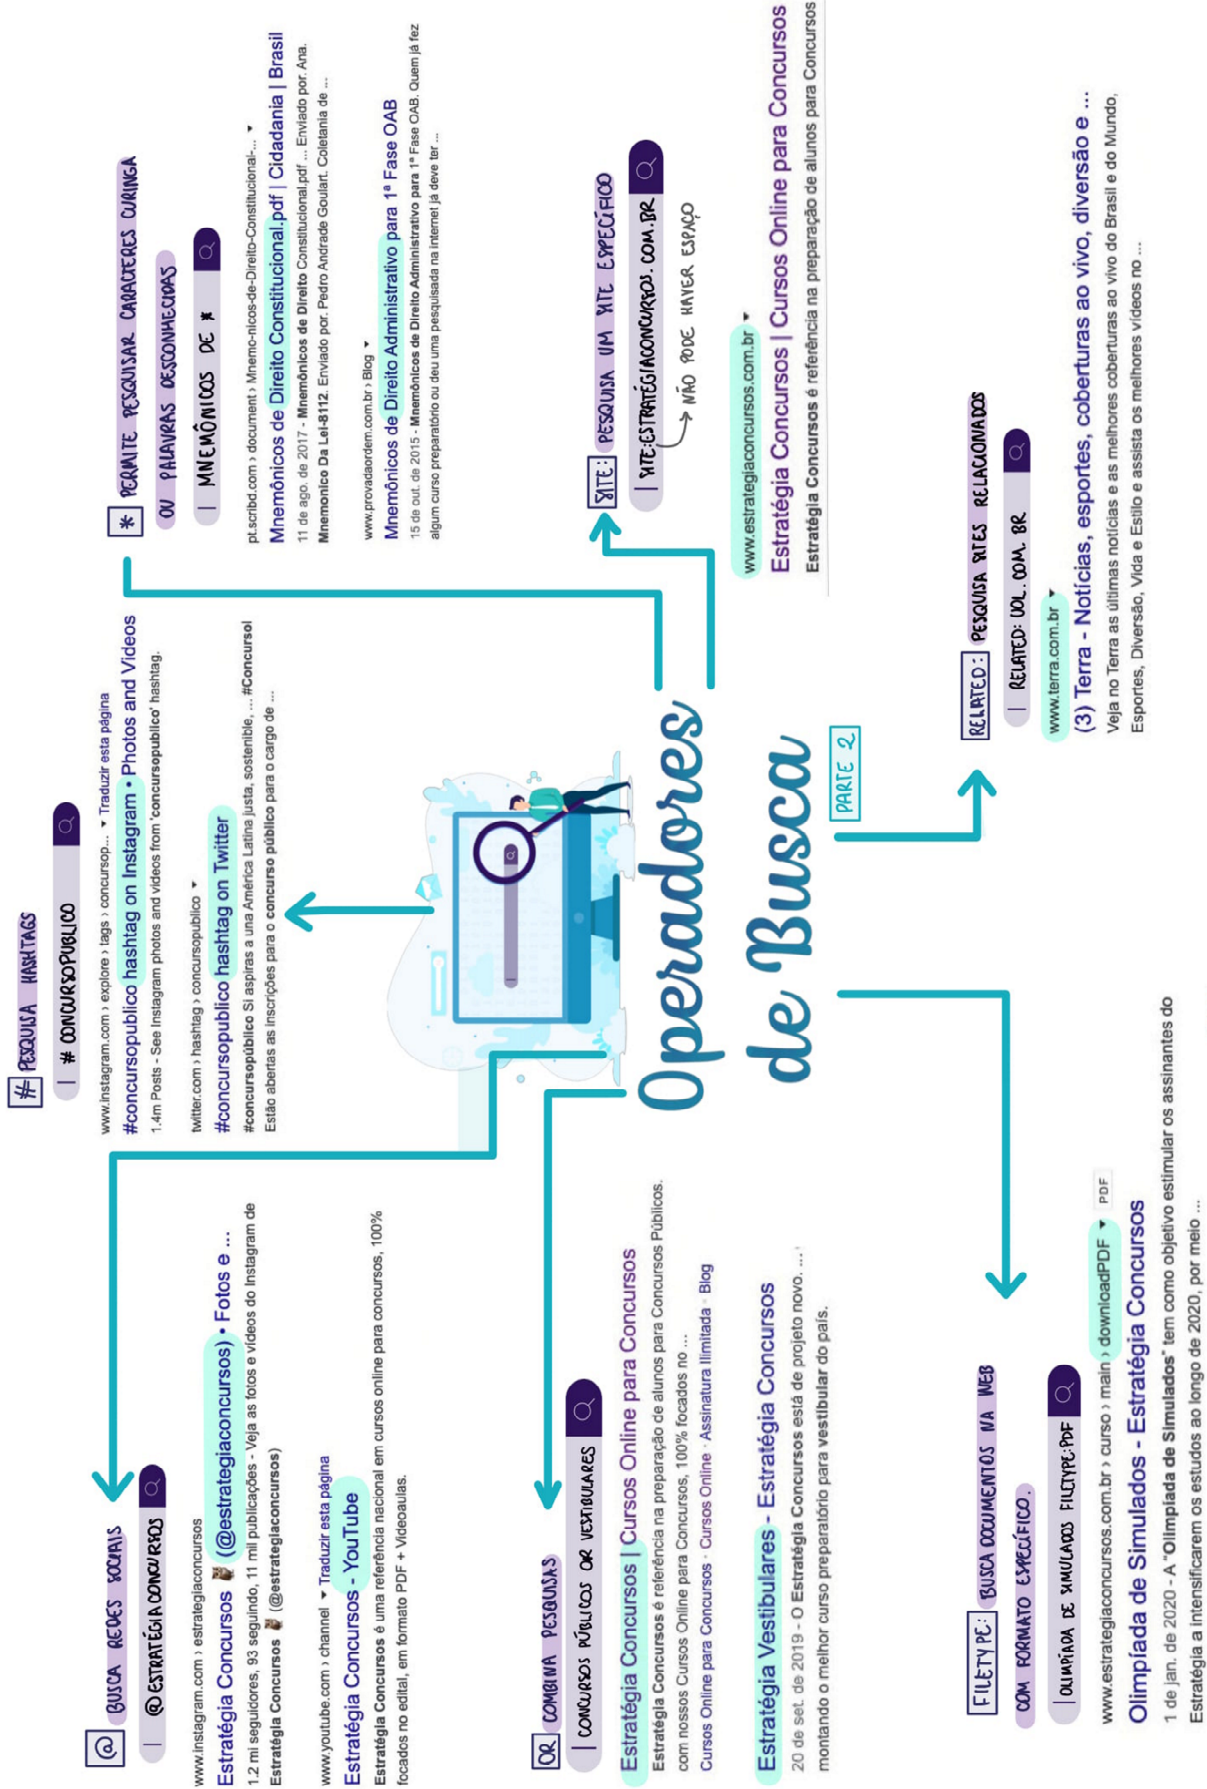 Operadores
de Busca
PARTE 2
@ BUSCA REDES SOCIAIS
@ESTRATÉGIACONCURSOS
www.instagram.com › estrategiaconcursos
Estratégia Concursos 🦉 (@estrategiaconcursos) • Fotos e ...
1.2 mi seguidores, 93 seguindo, 11 mil publicações - Veja as fotos e vídeos do Instagram de
Estratégia Concursos 🦉 (@estrategiaconcursos)
www.youtube.com › channel ▾ Traduzir esta página
Estratégia Concursos - YouTube
Estratégia Concursos é uma referência nacional em cursos online para concursos, 100%
focados no edital, em formato PDF + Videoaulas.
# PESQUISA HASHTAGS
# CONCURSOPUBLICO
www.instagram.com › explore › tags › concursop... ▾ Traduzir esta página
#concursopublico hashtag on Instagram • Photos and Videos
1.4m Posts - See Instagram photos and videos from 'concursopublico' hashtag.
twitter.com › hashtag › concursopublico ▾
#concursopublico hashtag on Twitter
#concursopúblico Si aspiras a una América Latina justa, sostenible, ... #Concursol
Estão abertas as inscrições para o concurso público para o cargo de ...
* PERMITE PESQUISAR CARACTERES CURINGA
OU PALAVRAS DESCONHECIDAS
MNEMÔNICOS DE *
pt.scribd.com › document › Mnemo-nicos-de-Direito-Constitucional-... ▾
Mnemônicos de Direito Constitucional.pdf | Cidadania | Brasil
11 de ago. de 2017 - Mnemônicos de Direito Constitucional.pdf ... Enviado por. Ana.
Mnemonico Da Lei-8112. Enviado por. Pedro Andrade Goulart. Coletania de ...
www.provadaordem.com.br › Blog ▾
Mnemônicos de Direito Administrativo para 1ª Fase OAB
15 de out. de 2015 - Mnemônicos de Direito Administrativo para 1ª Fase OAB. Quem já fez
algum curso preparatório ou deu uma pesquisada na internet já deve ter ...
OR COMBINA PESQUISAS
CONCURSOS PÚBLICOS OR VESTIBULARES
Estratégia Concursos | Cursos Online para Concursos
Estratégia Concursos é referência na preparação de alunos para Concursos Públicos.
com nossos Cursos Online para Concursos, 100% focados no ...
Cursos Online para Concursos · Cursos Online · Assinatura Ilimitada · Blog
Estratégia Vestibulares - Estratégia Concursos
20 de set. de 2019 - O Estratégia Concursos está de projeto novo. ...
montando o melhor curso preparatório para vestibular do país.
SITE: PESQUISA UM SITE ESPECÍFICO
SITE:ESTRATÉGIACONCURSOS.COM.BR
NÃO PODE HAVER ESPAÇO
www.estrategiaconcursos.com.br ▾
Estratégia Concursos | Cursos Online para Concursos
Estratégia Concursos é referência na preparação de alunos para Concursos
FILETYPE: BUSCA DOCUMENTOS NA WEB
COM FORMATO ESPECÍFICO.
OLIMPÍADA DE SIMULADOS FILETYPE:PDF
www.estrategiaconcursos.com.br › curso › main › downloadPDF ▾ PDF
Olimpíada de Simulados - Estratégia Concursos
1 de jan. de 2020 - A "Olimpíada de Simulados" tem como objetivo estimular os assinantes do
Estratégia a intensificarem os estudos ao longo de 2020, por meio ...
RELATED: PESQUISA SITES RELACIONADOS
RELATED: UOL.COM.BR
www.terra.com.br ▾
(3) Terra - Notícias, esportes, coberturas ao vivo, diversão e ...
Veja no Terra as últimas notícias e as melhores coberturas ao vivo do Brasil e do Mundo,
Esportes, Diversão, Vida e Estilo e assista os melhores vídeos no ...